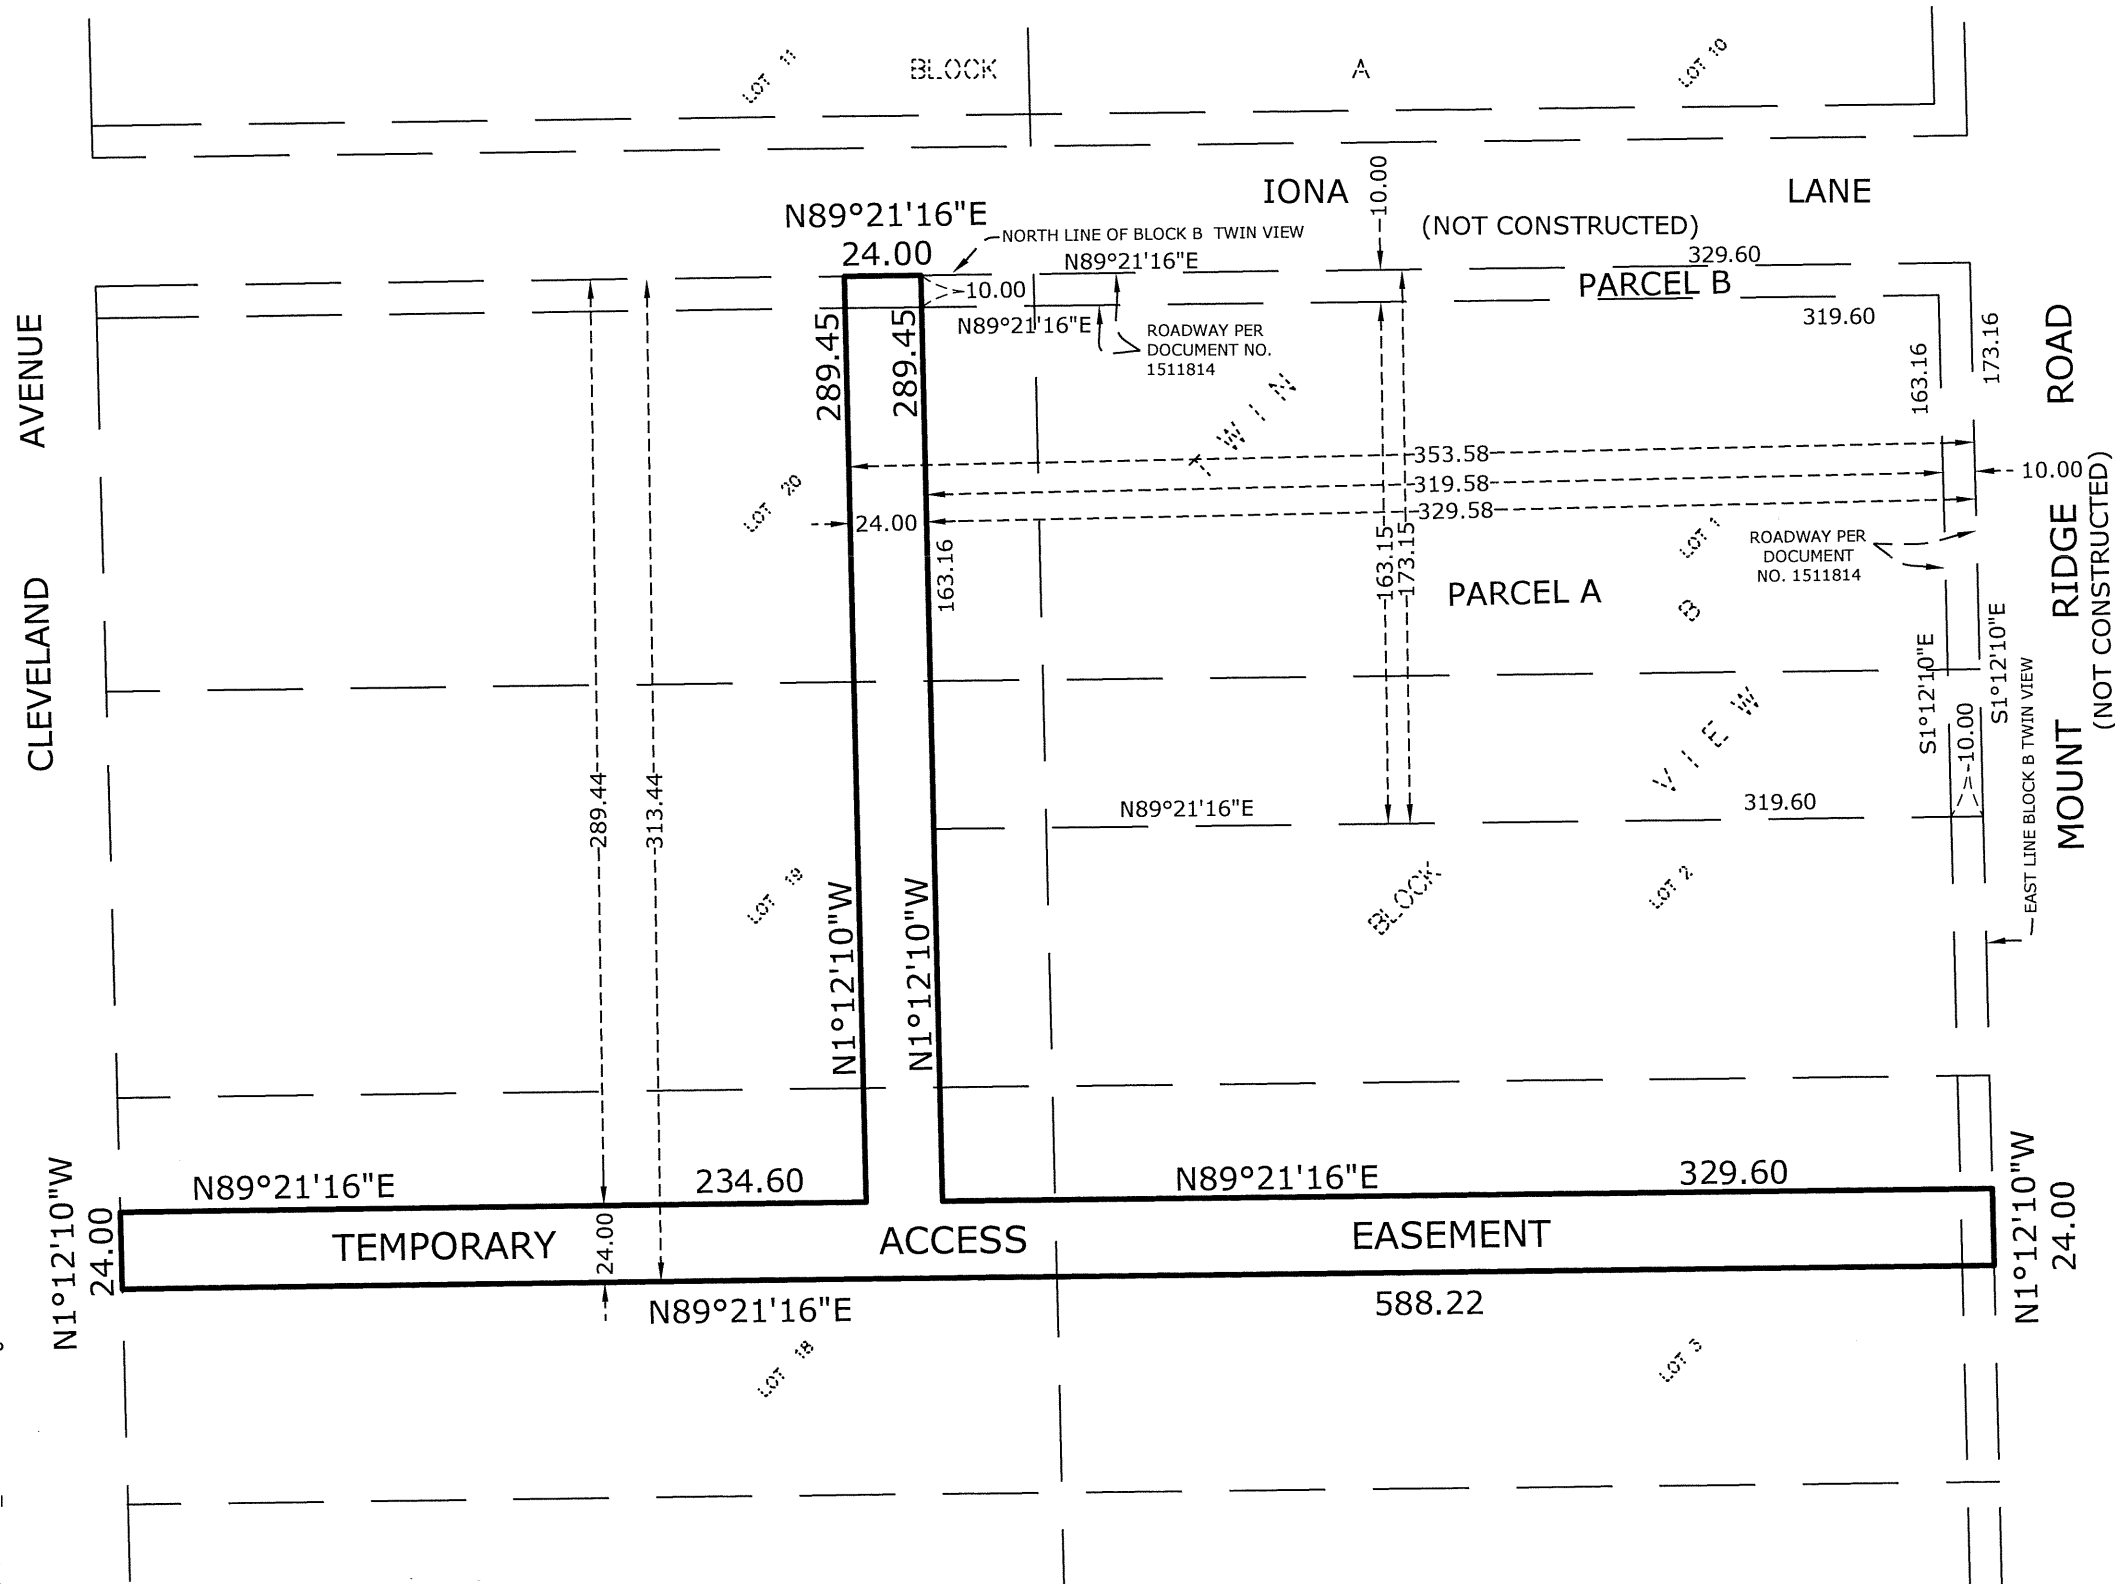 LOT 11
BLOCK
A
LOT 10
IONA
LANE
10.00
(NOT CONSTRUCTED)
N89°21'16"E
24.00
NORTH LINE OF BLOCK B TWIN VIEW
N89°21'16"E
329.60
PARCEL B
10.00
N89°21'16"E
319.60
ROADWAY PER
DOCUMENT NO.
1511814
289.45
289.45
163.16
173.16
CLEVELAND AVENUE
MOUNT RIDGE ROAD
(NOT CONSTRUCTED)
TWIN
353.58
319.58
329.58
10.00
LOT 20
24.00
163.16
163.15
173.15
LOT 1
ROADWAY PER
DOCUMENT
NO. 1511814
PARCEL A
B
S1°12'10"E
S1°12'10"E
EAST LINE BLOCK B TWIN VIEW
VIEW
10.00
289.44
313.44
N89°21'16"E
319.60
LOT 19
N1°12'10"W
N1°12'10"W
BLOCK
LOT 2
N1°12'10"W
24.00
N89°21'16"E
234.60
N89°21'16"E
329.60
N1°12'10"W
24.00
TEMPORARY
24.00
ACCESS
EASEMENT
N89°21'16"E
588.22
LOT 18
LOT 3